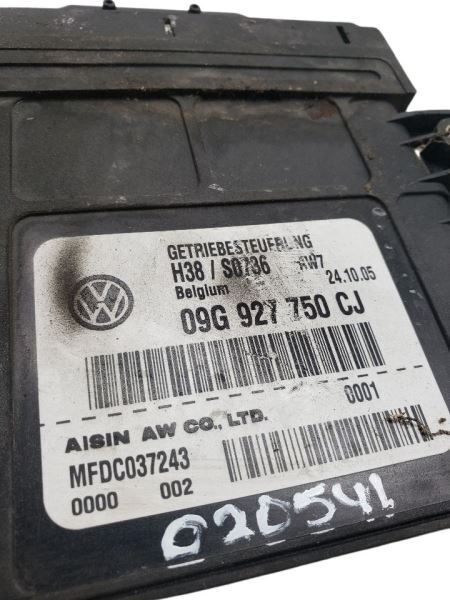 GETRIEBESTEUERUNG
H38 / S0736 HW7 24.10.05
Belgium
09G 927 750 CJ
0001
AISIN AW CO., LTD.
MFDC037243
0000 002
020541